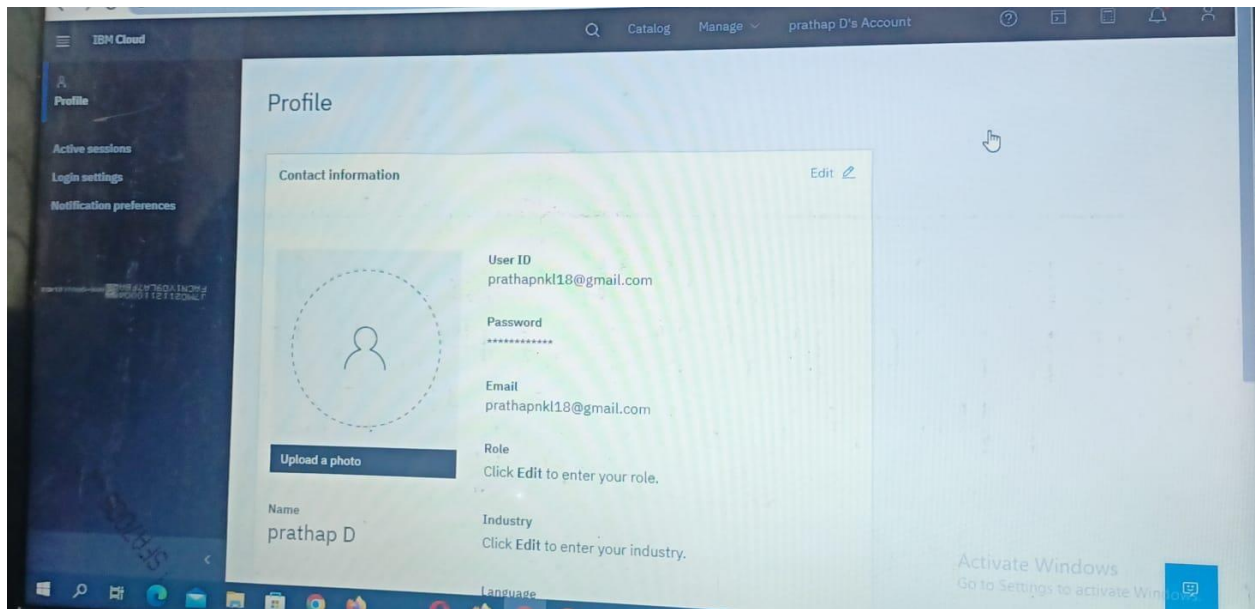 IBM Cloud
Catalog
Manage
prathap D's Account
Profile
Active sessions
Login settings
Notification preferences
Profile
Contact information
Edit
User ID
prathapnkl18@gmail.com
Password
************
Email
prathapnkl18@gmail.com
Role
Click Edit to enter your role.
Industry
Click Edit to enter your industry.
Language
Upload a photo
Name
prathap D
Activate Windows
Go to Settings to activate Windows.